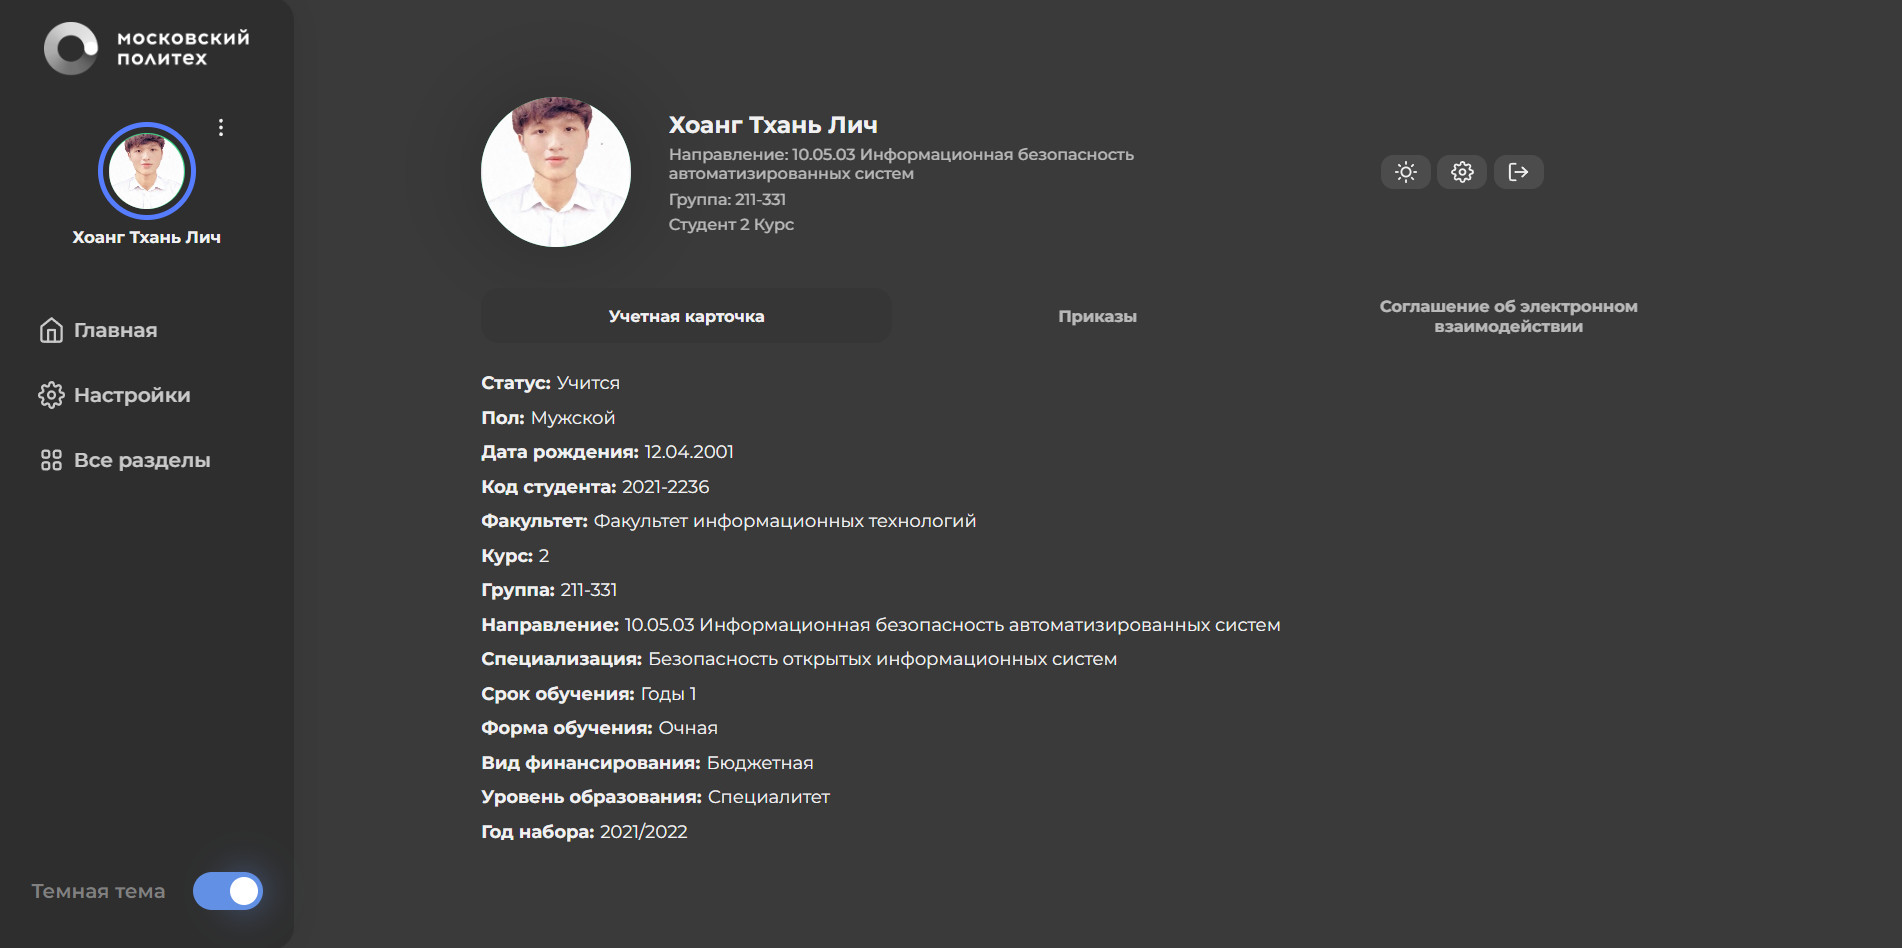 московский
политех
Хоанг Тхань Лич
Главная
Настройки
Все разделы
Темная тема
Хоанг Тхань Лич
Направление: 10.05.03 Информационная безопасность
автоматизированных систем
Группа: 211-331
Студент 2 Курс
Учетная карточка
Приказы
Соглашение об электронном
взаимодействии
Статус: Учится
Пол: Мужской
Дата рождения: 12.04.2001
Код студента: 2021-2236
Факультет: Факультет информационных технологий
Курс: 2
Группа: 211-331
Направление: 10.05.03 Информационная безопасность автоматизированных систем
Специализация: Безопасность открытых информационных систем
Срок обучения: Годы 1
Форма обучения: Очная
Вид финансирования: Бюджетная
Уровень образования: Специалитет
Год набора: 2021/2022